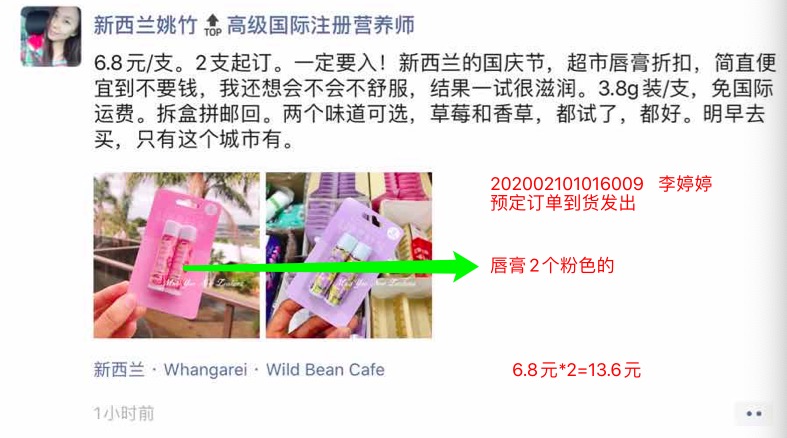 新西兰姚竹TOP高级国际注册营养师
6.8元/支。2支起订。一定要入！新西兰的国庆节，超市唇膏折扣，简直便
宜到不要钱，我还想会不会不舒服，结果一试很滋润。3.8g装/支，免国际
运费。拆盒拼邮回。两个味道可选，草莓和香草，都试了，都好。明早去
买，只有这个城市有。
202002101016009 李婷婷
预定订单到货发出
唇膏2个粉色的
新西兰 · Whangarei · Wild Bean Cafe
6.8元*2=13.6元
1小时前